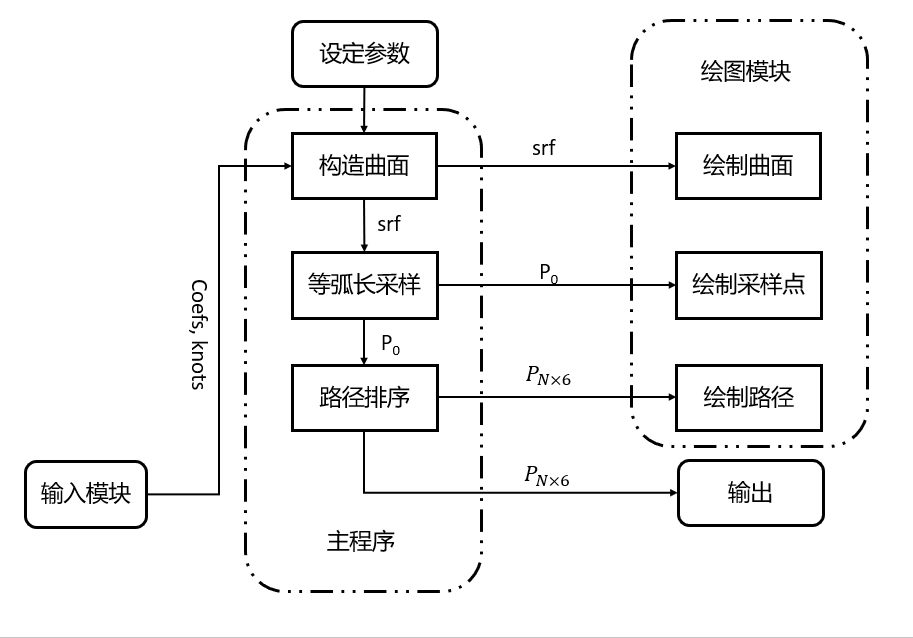 设定参数
绘图模块
构造曲面
srf
绘制曲面
srf
等弧长采样
P₀
绘制采样点
Coefs, knots
P₀
路径排序
P_{N×6}
绘制路径
输入模块
P_{N×6}
输出
主程序